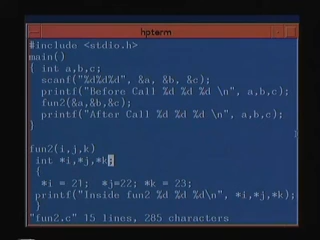 hpterm
#include <stdio.h>
main()
{ int a,b,c;
scanf("%d%d%d", &a, &b, &c);
printf("Before Call %d %d %d \n", a,b,c);
fun2(&a,&b,&c);
printf("After Call %d %d %d \n", a,b,c);
}
fun2(i,j,k)
int *i,*j,*k;
{
*i = 21; *j=22; *k = 23;
printf("Inside fun2 %d %d %d\n", *i,*j,*k);
}
"fun2.c" 15 lines, 285 characters